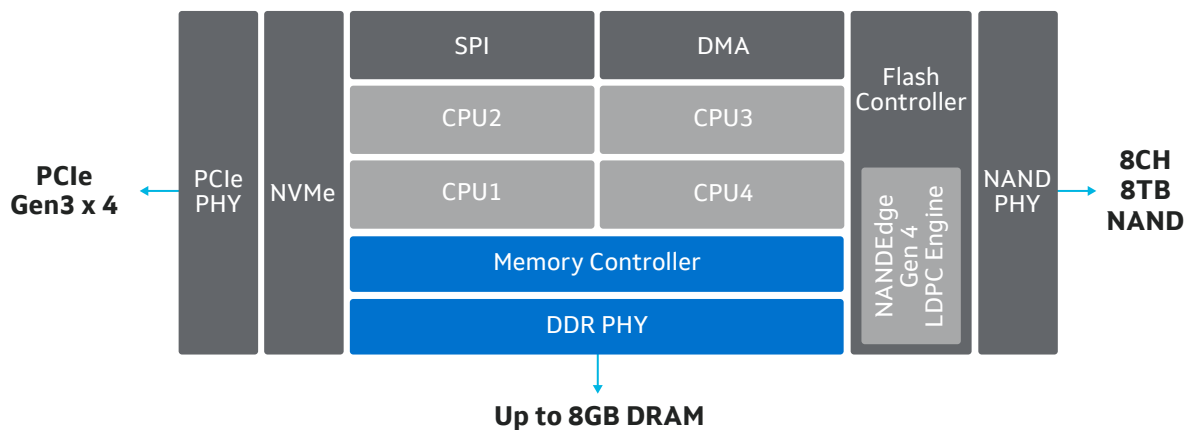 PCIe
Gen3 x 4
PCIe
PHY
NVMe
SPI
DMA
CPU2
CPU3
CPU1
CPU4
Memory Controller
DDR PHY
Flash
Controller
NANDEdge
Gen 4
LDPC Engine
NAND
PHY
8CH
8TB
NAND
Up to 8GB DRAM